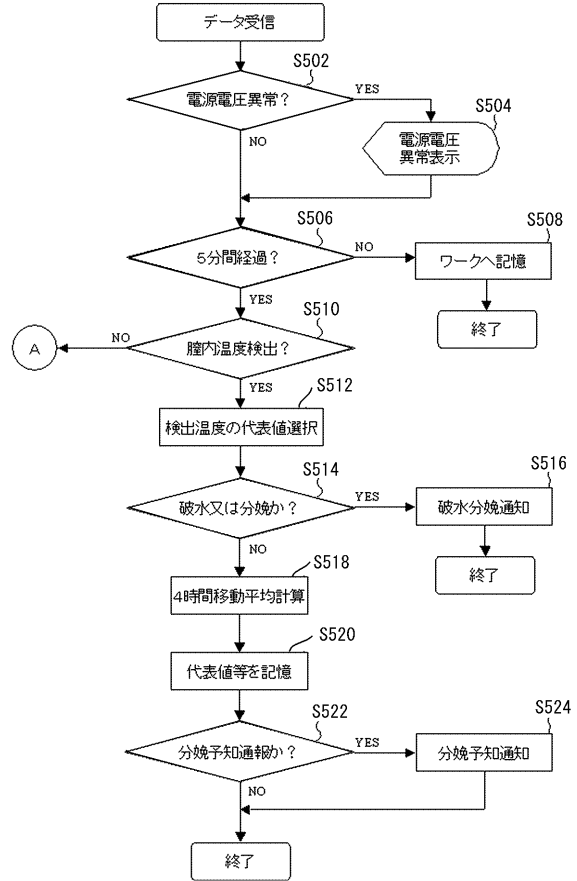 データ受信
S502
電源電圧異常？
YES
S504
電源電圧
異常表示
NO
S506
5分間経過？
NO
S508
ワークへ記憶
YES
終了
S510
A
NO
膣内温度検出？
YES
S512
検出温度の代表値選択
S514
破水又は分娩か？
YES
S516
破水分娩通知
NO
終了
S518
4時間移動平均計算
S520
代表値等を記憶
S522
分娩予知通報か？
YES
S524
分娩予知通知
NO
終了